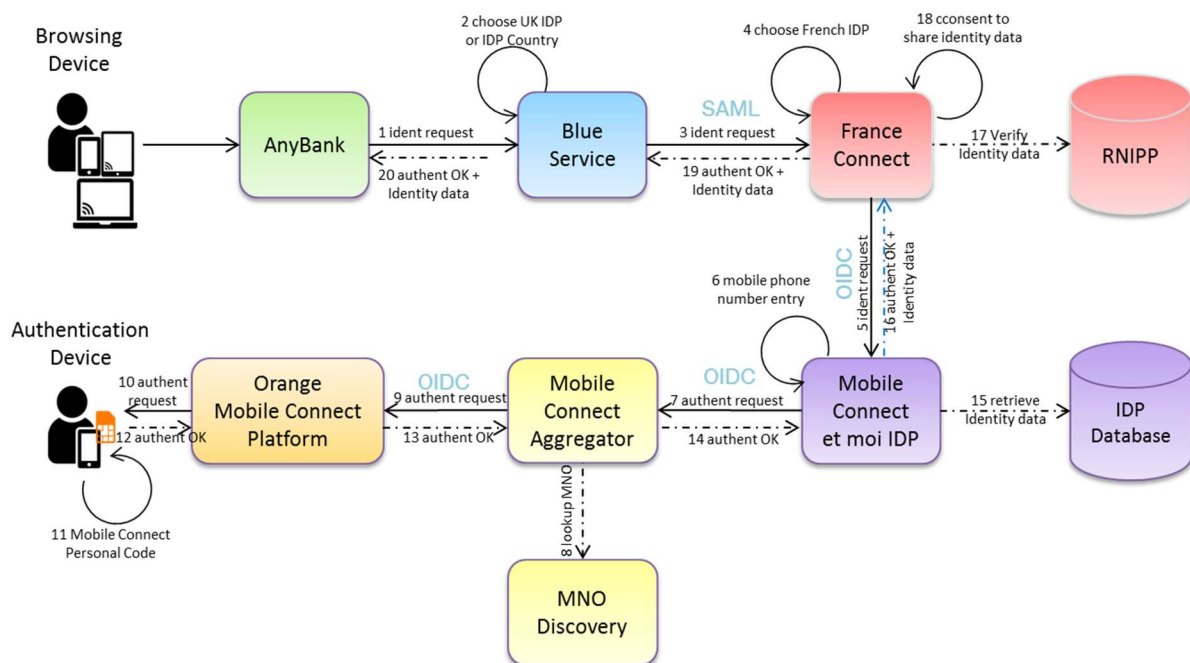 Browsing
Device
2 choose UK IDP
or IDP Country
4 choose French IDP
18 cconsent to
share identity data
AnyBank
1 ident request
20 authent OK +
Identity data
Blue
Service
SAML
3 ident request
19 authent OK +
Identity data
France
Connect
17 Verify
Identity data
RNIPP
OIDC
5 ident request
16 authent OK +
Identity data
6 mobile phone
number entry
Authentication
Device
10 authent
request
12 authent OK
11 Mobile Connect
Personal Code
Orange
Mobile Connect
Platform
OIDC
9 authent request
13 authent OK
Mobile
Connect
Aggregator
OIDC
7 authent request
14 authent OK
Mobile
Connect
et moi IDP
15 retrieve
Identity data
IDP
Database
8 lookup MNO
MNO
Discovery